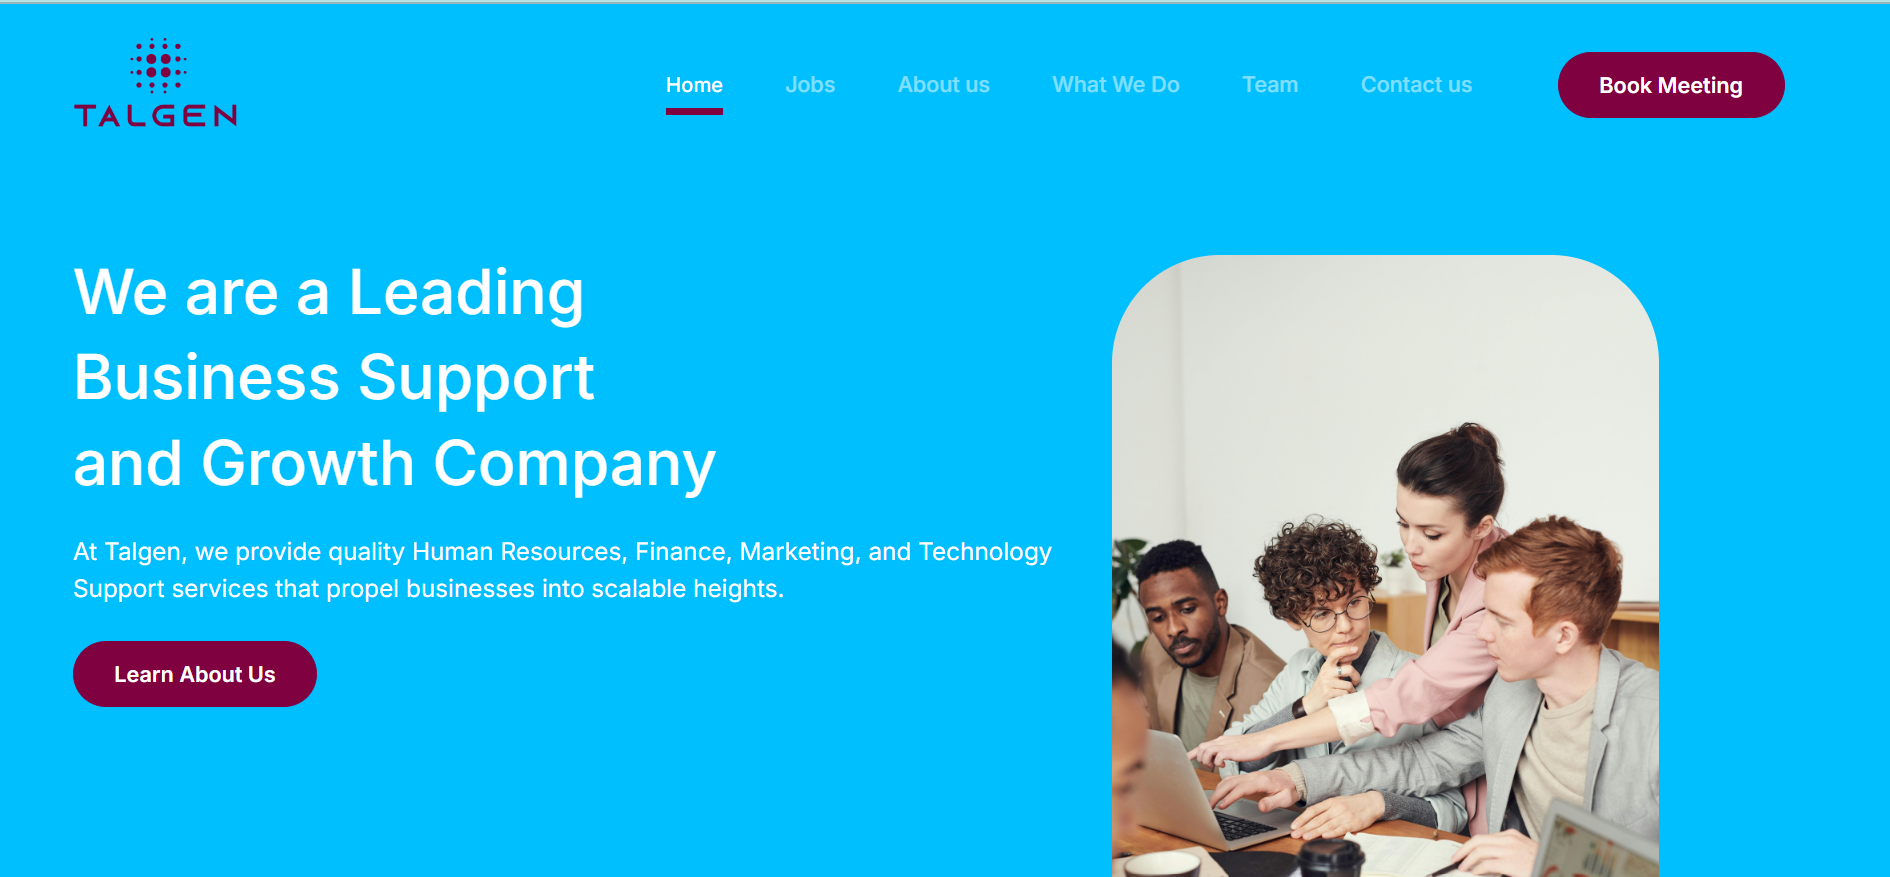 TALGEN
Home
Jobs
About us
What We Do
Team
Contact us
Book Meeting
We are a Leading
Business Support
and Growth Company
At Talgen, we provide quality Human Resources, Finance, Marketing, and Technology
Support services that propel businesses into scalable heights.
Learn About Us